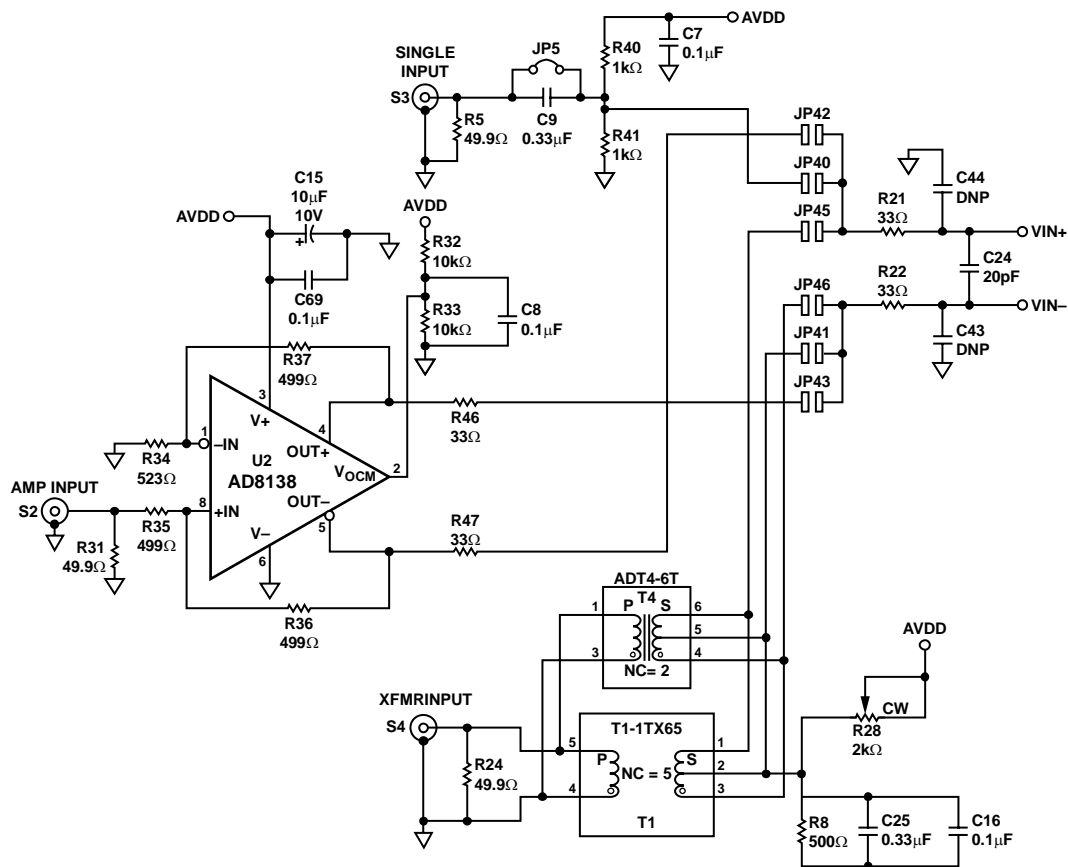 AVDD
C7
0.1µF
SINGLE
INPUT
S3
JP5
R40
1kΩ
R5
49.9Ω
C9
0.33µF
R41
1kΩ
JP42
JP40
JP45
C44
DNP
R21
33Ω
VIN+
C24
20pF
R22
33Ω
VIN–
JP46
JP41
JP43
C43
DNP
AVDD
C15
10µF
10V
+
C69
0.1µF
AVDD
R32
10kΩ
R33
10kΩ
C8
0.1µF
R37
499Ω
3
V+
4
OUT+
R46
33Ω
1
–IN
R34
523Ω
U2
AD8138
VOCM
2
AMP INPUT
S2
8
+IN
OUT–
5
R35
499Ω
R31
49.9Ω
V–
6
R47
33Ω
R36
499Ω
ADT4-6T
T4
1
P
S
6
5
3
4
NC= 2
XFMRINPUT
S4
R24
49.9Ω
T1-1TX65
5
P
S
1
NC = 5
2
4
3
T1
AVDD
CW
R28
2kΩ
R8
500Ω
C25
0.33µF
C16
0.1µF